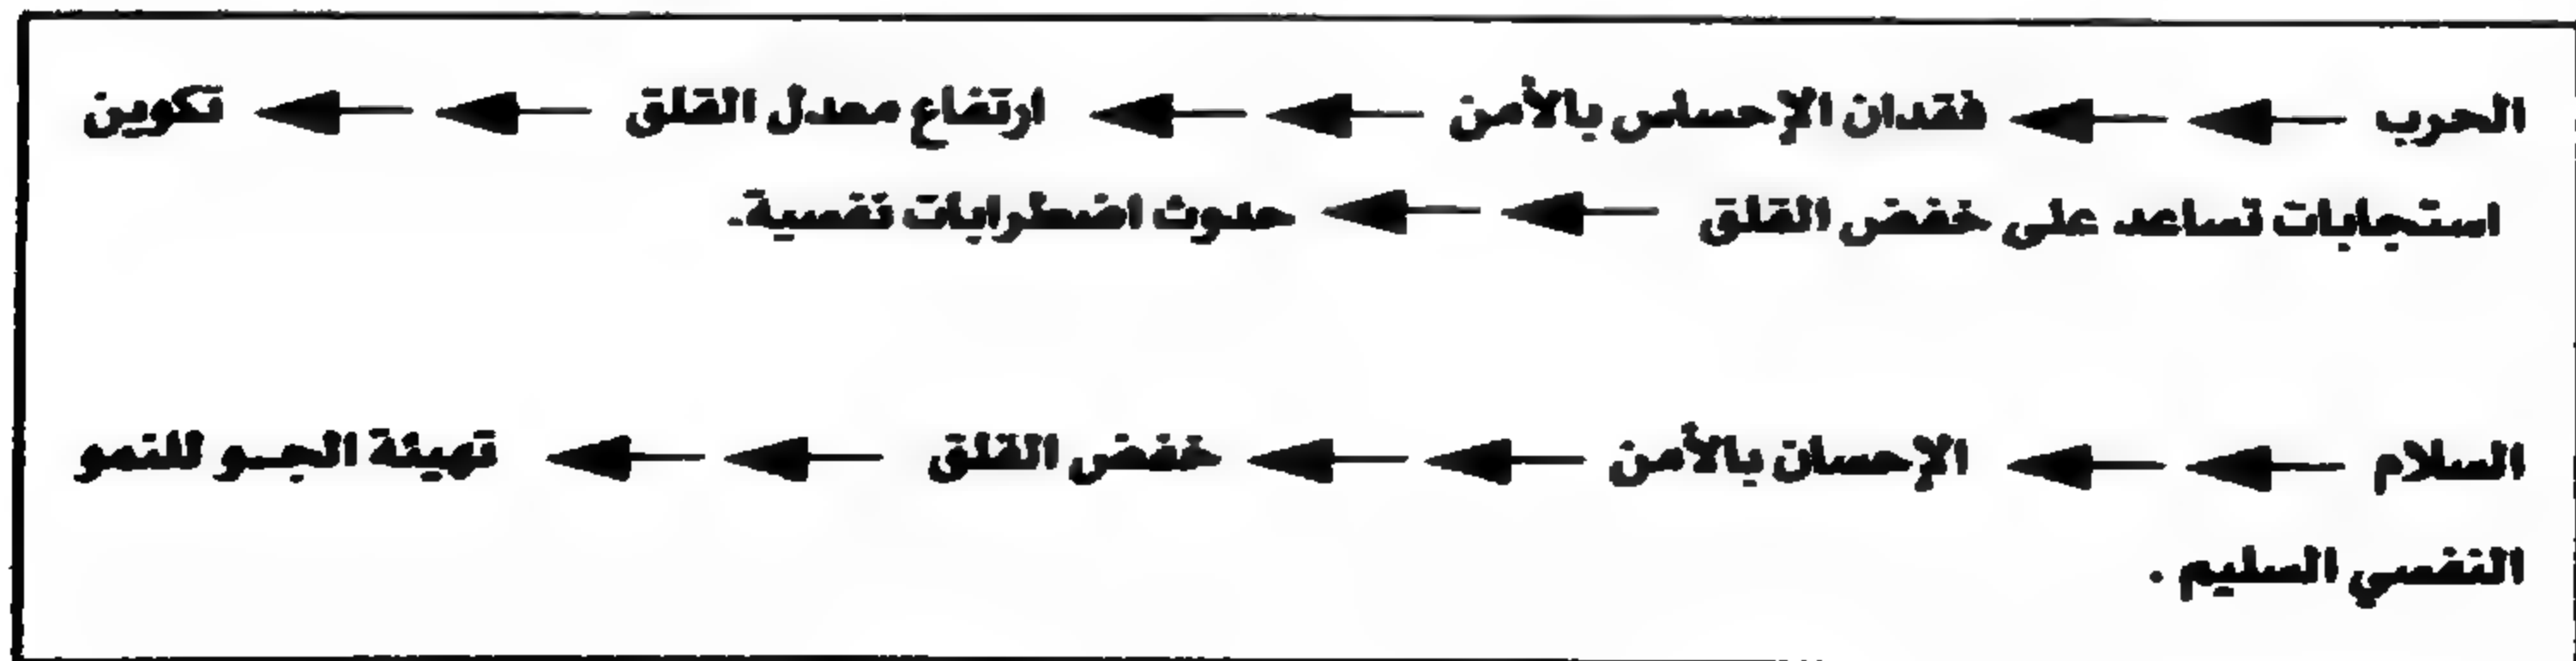 الحرب ← ← فقدان الإحساس بالأمن ← ← ارتفاع معدل القلق ← ← تكوين
استجابات تساعد على خفض القلق ← ← حدوث اضطرابات نفسية.
السلام ← ← الإحسان بالأمن ← ← خفض القلق ← ← تهيئة الجو للنمو
النفسي السليم .